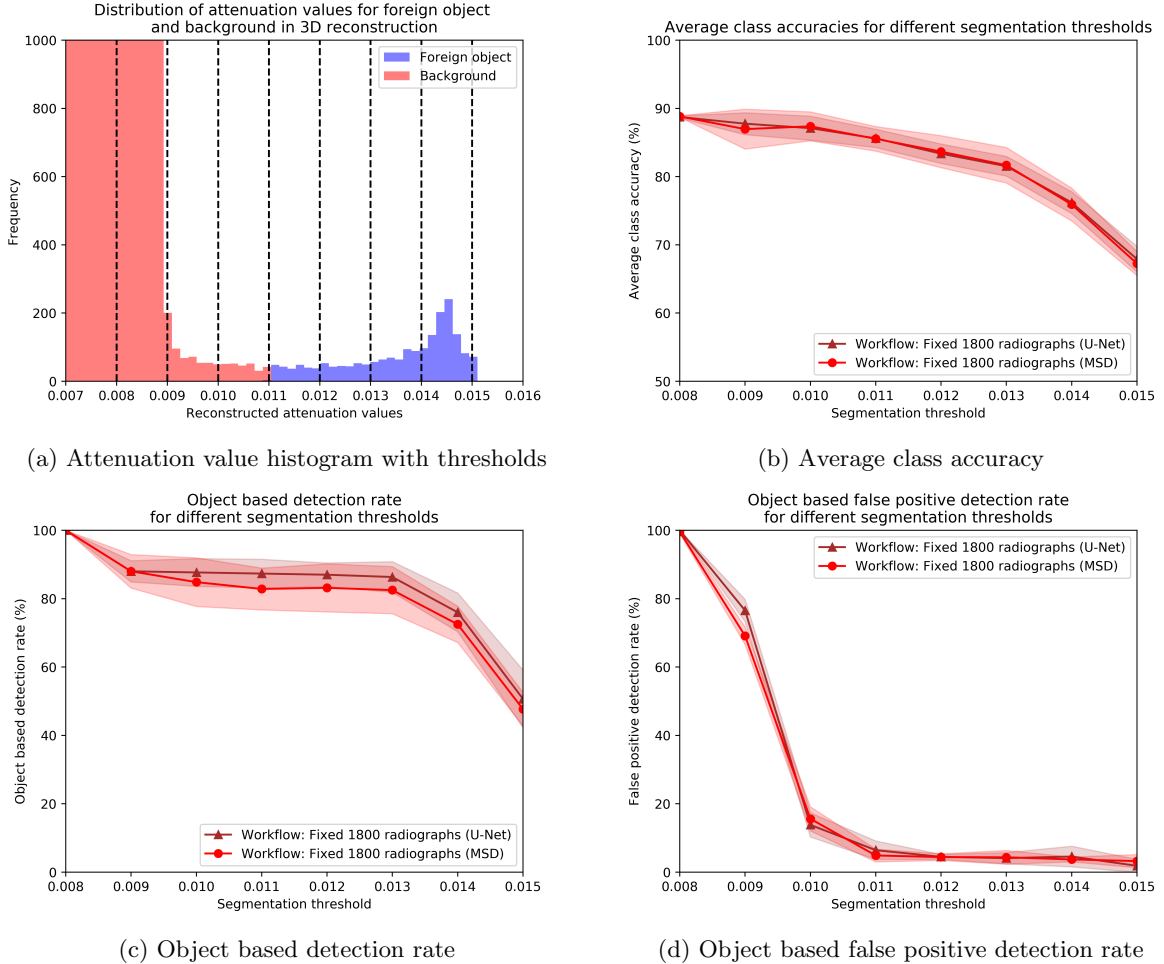 Distribution of attenuation values for foreign object
and background in 3D reconstruction
1000
800
600
400
200
0
Frequency
Foreign object
Background
0.007 0.008 0.009 0.010 0.011 0.012 0.013 0.014 0.015 0.016
Reconstructed attenuation values
(a) Attenuation value histogram with thresholds
Average class accuracies for different segmentation thresholds
100
90
80
70
60
50
Average class accuracy (%)
Workflow: Fixed 1800 radiographs (U-Net)
Workflow: Fixed 1800 radiographs (MSD)
0.008 0.009 0.010 0.011 0.012 0.013 0.014 0.015
Segmentation threshold
(b) Average class accuracy
Object based detection rate
for different segmentation thresholds
100
80
60
40
20
0
Object based detection rate (%)
Workflow: Fixed 1800 radiographs (U-Net)
Workflow: Fixed 1800 radiographs (MSD)
0.008 0.009 0.010 0.011 0.012 0.013 0.014 0.015
Segmentation threshold
(c) Object based detection rate
Object based false positive detection rate
for different segmentation thresholds
100
80
60
40
20
0
False positive detection rate (%)
Workflow: Fixed 1800 radiographs (U-Net)
Workflow: Fixed 1800 radiographs (MSD)
0.008 0.009 0.010 0.011 0.012 0.013 0.014 0.015
Segmentation threshold
(d) Object based false positive detection rate